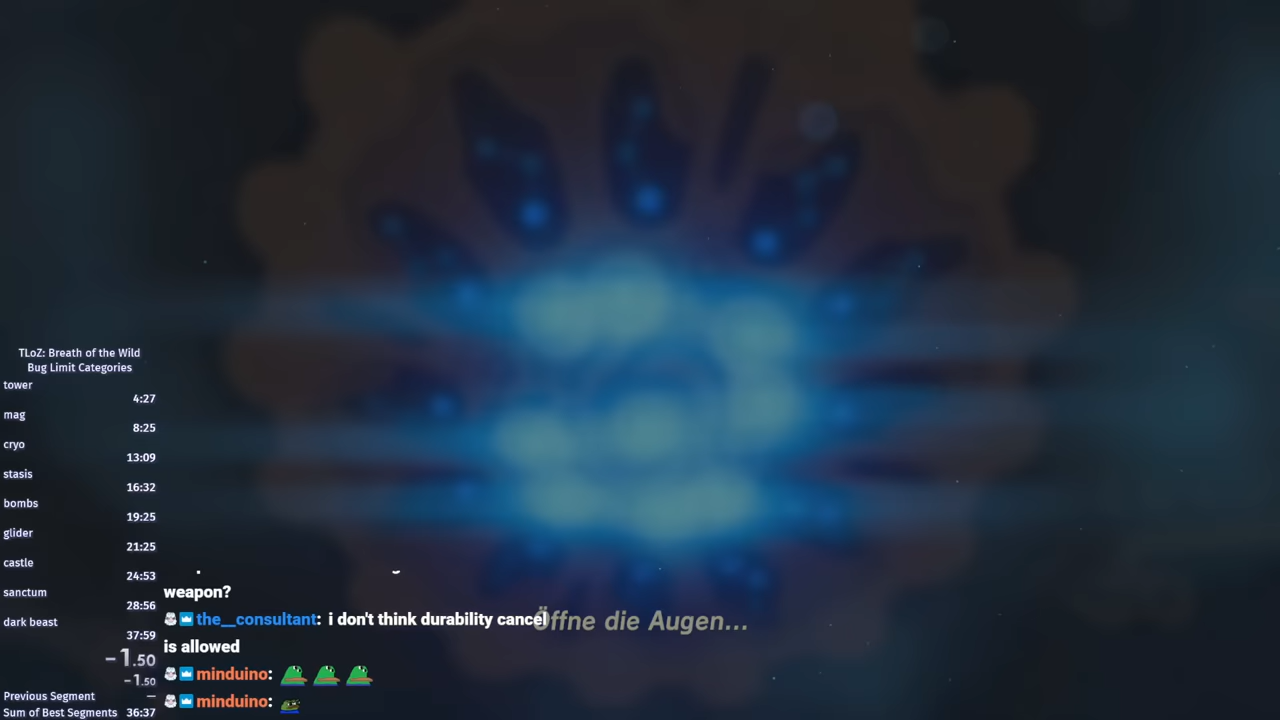 TLoZ: Breath of the Wild
Bug Limit Categories
tower
4:27
mag
8:25
cryo
13:09
stasis
16:32
bombs
19:25
glider
21:25
castle
24:53
sanctum
28:56
dark beast
37:59
−1.50
−1.50
Previous Segment —
Sum of Best Segments 36:37
weapon?
the__consultant: i don't think durability cancel
is allowed
minduino:
minduino:
Öffne die Augen...